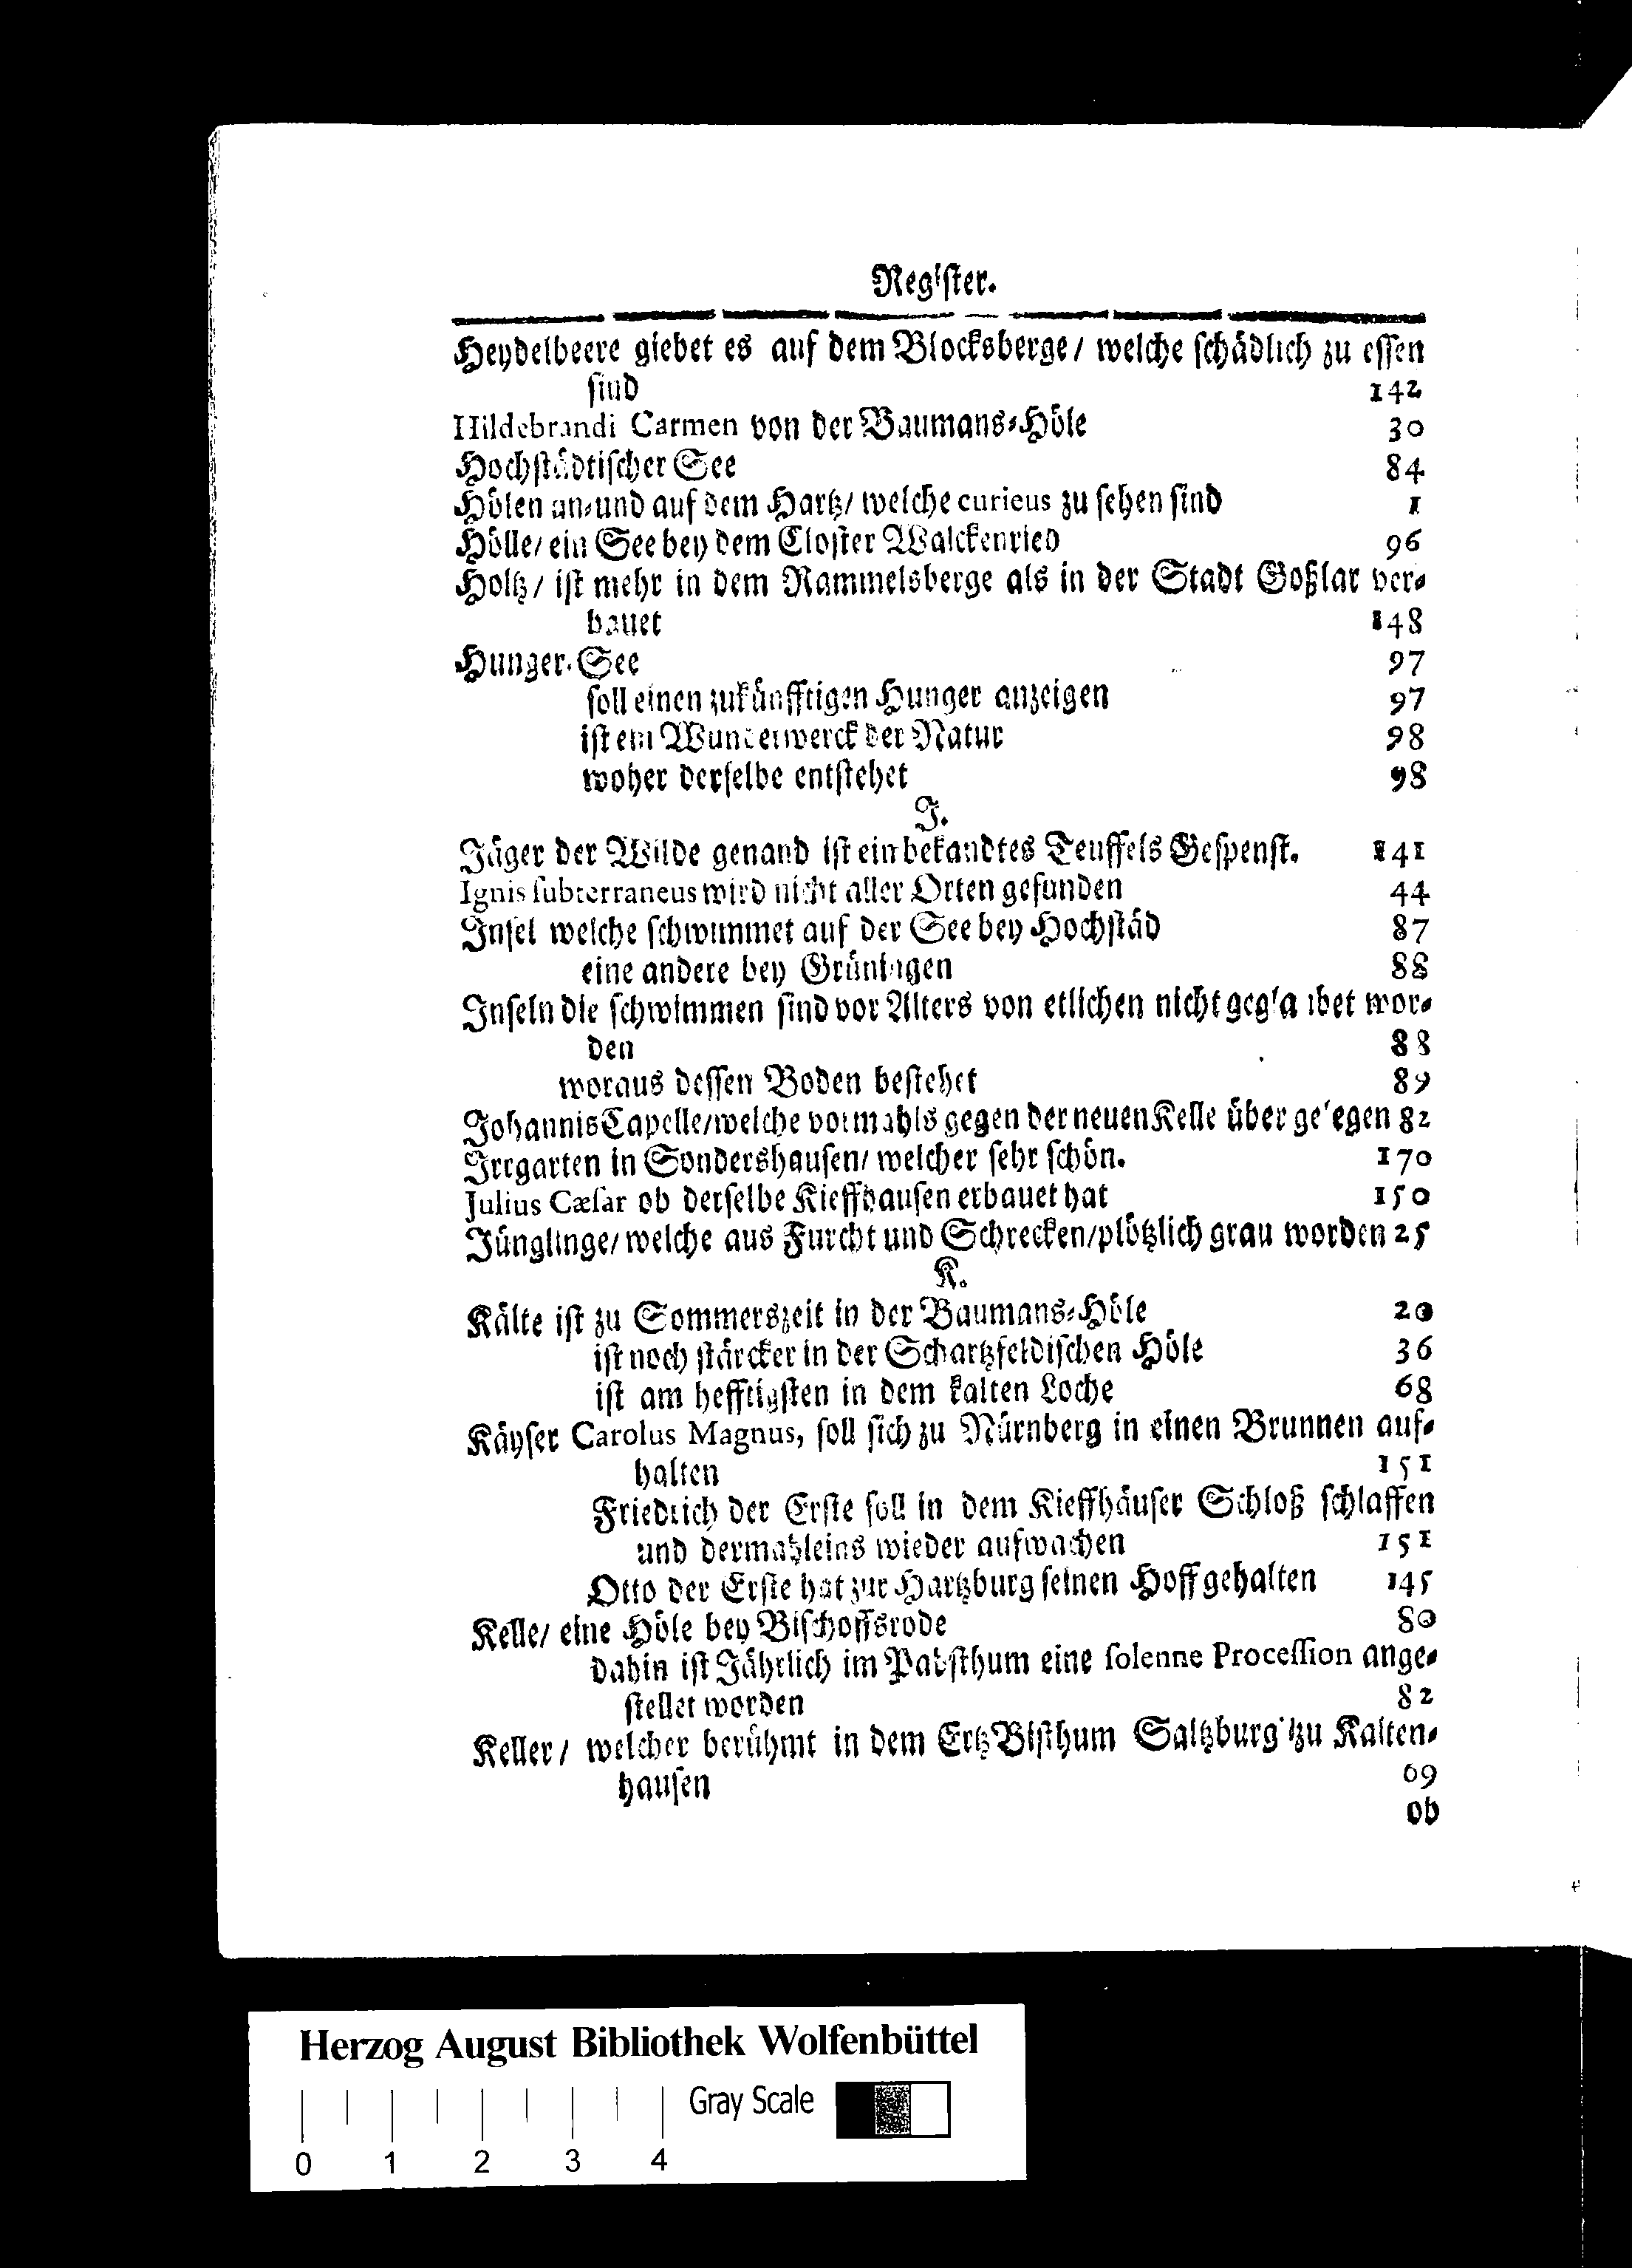 Register.
Heydelbeere giebet es auf dem Blocksberge / welche schädlich zu essen
sind 142
Hildebrandi Carmen von der Baumans-Höle 30
Hochstädtischer See 84
Hölen an-und auf dem Hartz / welche curieus zu sehen sind 1
Hölle / ein See bey dem Closter Walckenried 96
Holtz / ist mehr in dem Rammelsberge als in der Stadt Goßlar ver-
bauet 148
Hunger-See 97
soll einen zukünfftigen Hunger anzeigen 97
ist ein Wunderwerck der Natur 98
woher derselbe entstehet 98
J.
Jäger der Wilde genand ist ein bekandtes Teuffels Gespenst. 141
Ignis subterraneus wird nicht aller Orten gefunden 44
Insel welche schwimmet auf der See bey Hochstäd 87
eine andere bey Grüningen 88
Inseln die schwimmen sind vor Alters von etlichen nicht geglaubet wor-
den 88
woraus dessen Boden bestehet 89
Johannis Capelle / welche vormahls gegen der neuen Kelle über gelegen 82
Irrgarten in Sondershausen / welcher sehr schön. 170
Julius Cæsar ob derselbe Kieffhausen erbauet hat 150
Jünglinge / welche aus Furcht und Schrecken / plötzlich grau worden 25
K.
Kälte ist zu Sommerszeit in der Baumans-Höle 20
ist noch stärcker in der Schartzfeldischen Höle 36
ist am hefftigsten in dem kalten Loche 68
Käyser Carolus Magnus, soll sich zu Nürnberg in einen Brunnen auf-
halten 151
Friedrich der Erste soll in dem Kieffhäuser Schloß schlaffen
und dermahleins wieder aufwachen 151
Otto der Erste hat zur Hartzburg seinen Hoff gehalten 145
Kelle / eine Höle bey Bischoffsrode 80
dahin ist Jährlich im Pabsthum eine solenne Procession ange-
stellet worden 82
Keller / welcher berühmt in dem Ertz Bisthum Saltzburg zu Kalten-
hausen 69
ob
Herzog August Bibliothek Wolfenbüttel
Gray Scale
0 1 2 3 4